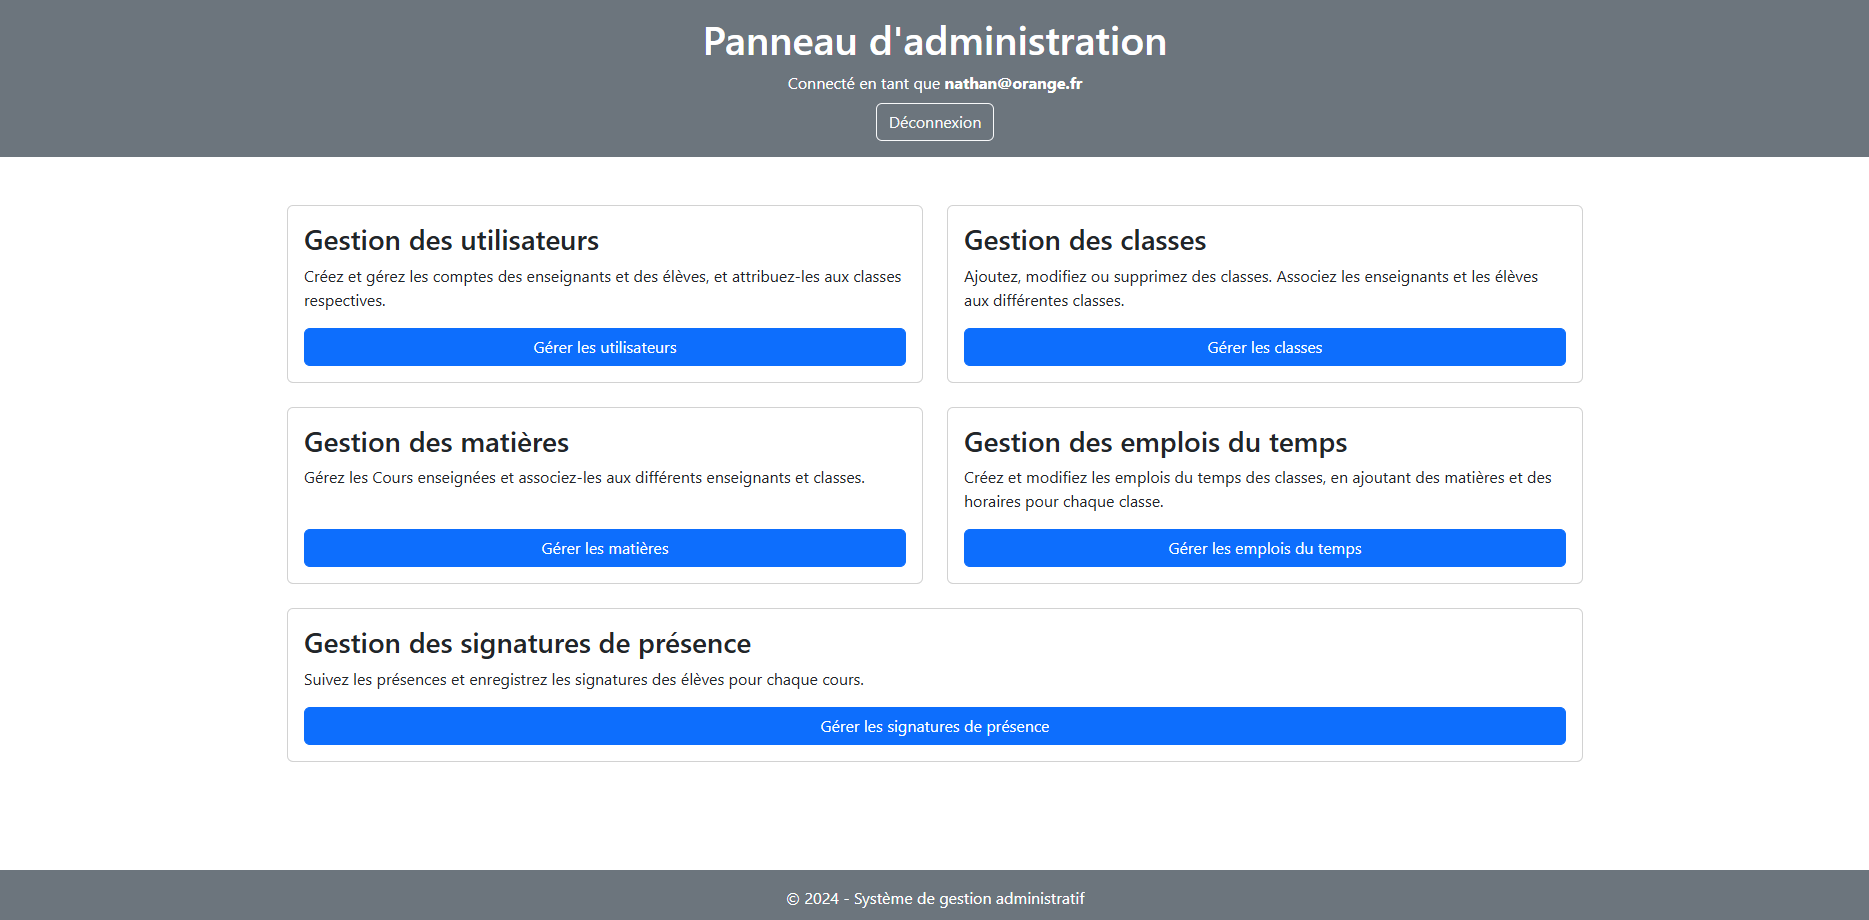 Panneau d'administration
Connecté en tant que nathan@orange.fr
Déconnexion
Gestion des utilisateurs
Créez et gérez les comptes des enseignants et des élèves, et attribuez-les aux classes
respectives.
Gérer les utilisateurs
Gestion des classes
Ajoutez, modifiez ou supprimez des classes. Associez les enseignants et les élèves
aux différentes classes.
Gérer les classes
Gestion des matières
Gérez les Cours enseignées et associez-les aux différents enseignants et classes.
Gérer les matières
Gestion des emplois du temps
Créez et modifiez les emplois du temps des classes, en ajoutant des matières et des
horaires pour chaque classe.
Gérer les emplois du temps
Gestion des signatures de présence
Suivez les présences et enregistrez les signatures des élèves pour chaque cours.
Gérer les signatures de présence
© 2024 - Système de gestion administratif